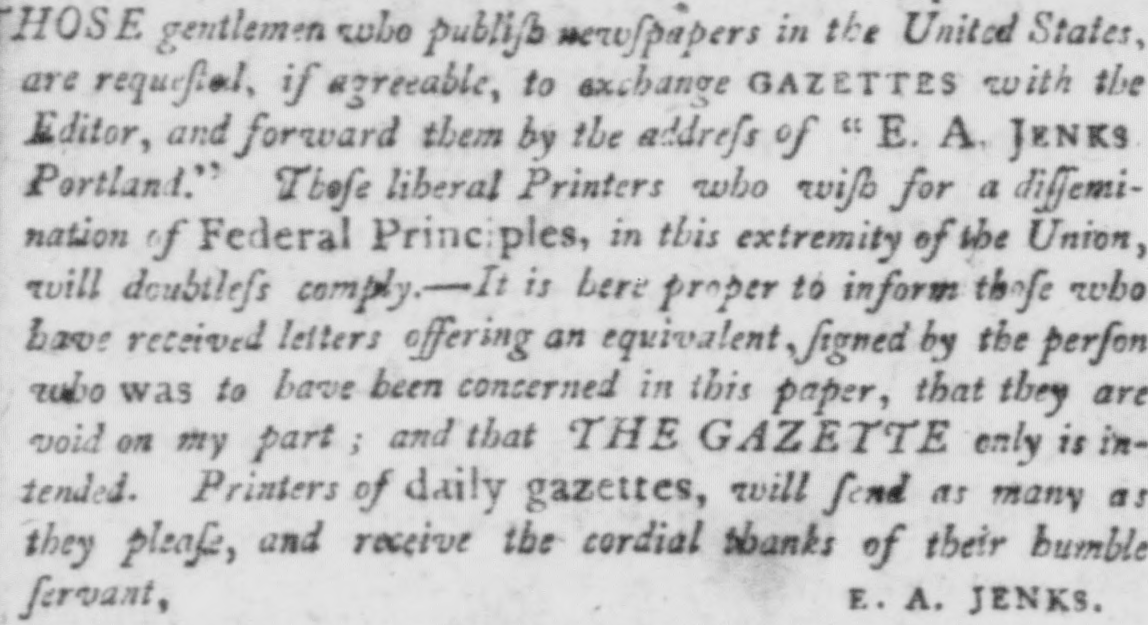 THOSE gentlemen who publiſh newſpapers in the United States,
are requeſted, if agreeable, to exchange GAZETTES with the
Editor, and forward them by the addreſs of “ E. A. JENKS
Portland.” Thoſe liberal Printers who wiſh for a diſſemi-
nation of Federal Principles, in this extremity of the Union,
will doubtleſs comply.—It is here proper to inform thoſe who
have received letters offering an equivalent, ſigned by the perſon
who was to have been concerned in this paper, that they are
void on my part ; and that THE GAZETTE only is in-
tended. Printers of daily gazettes, will ſend as many as
they pleaſe, and receive the cordial thanks of their humble
ſervant, E. A. JENKS.